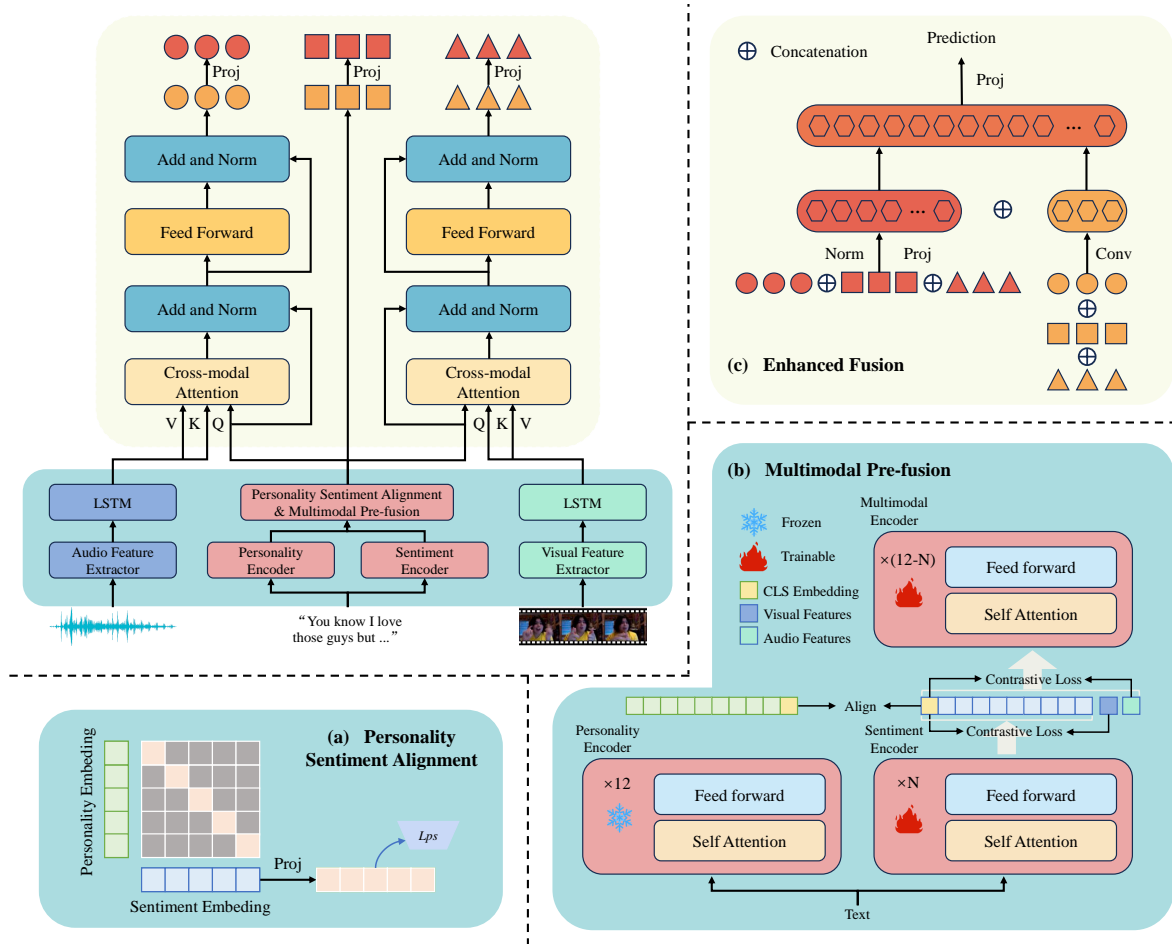 Proj
Proj
Proj
Add and Norm
Add and Norm
Feed Forward
Feed Forward
Add and Norm
Add and Norm
Cross-modal
Attention
Cross-modal
Attention
V
K
Q
Q
K
V
LSTM
Personality Sentiment Alignment
& Multimodal Pre-fusion
LSTM
Audio Feature
Extractor
Personality
Encoder
Sentiment
Encoder
Visual Feature
Extractor
“You know I love
those guys but ...”
Concatenation
Prediction
Proj
...
...
Norm
Proj
Conv
(c) Enhanced Fusion
(b) Multimodal Pre-fusion
Multimodal
Encoder
Frozen
Trainable
CLS Embedding
Visual Features
Audio Features
×(12-N)
Feed forward
Self Attention
Contrastive Loss
Align
Contrastive Loss
Personality
Encoder
Sentiment
Encoder
×12
Feed forward
Self Attention
×N
Feed forward
Self Attention
Text
(a) Personality
Sentiment Alignment
Personality Embedding
Lps
Proj
Sentiment Embeding